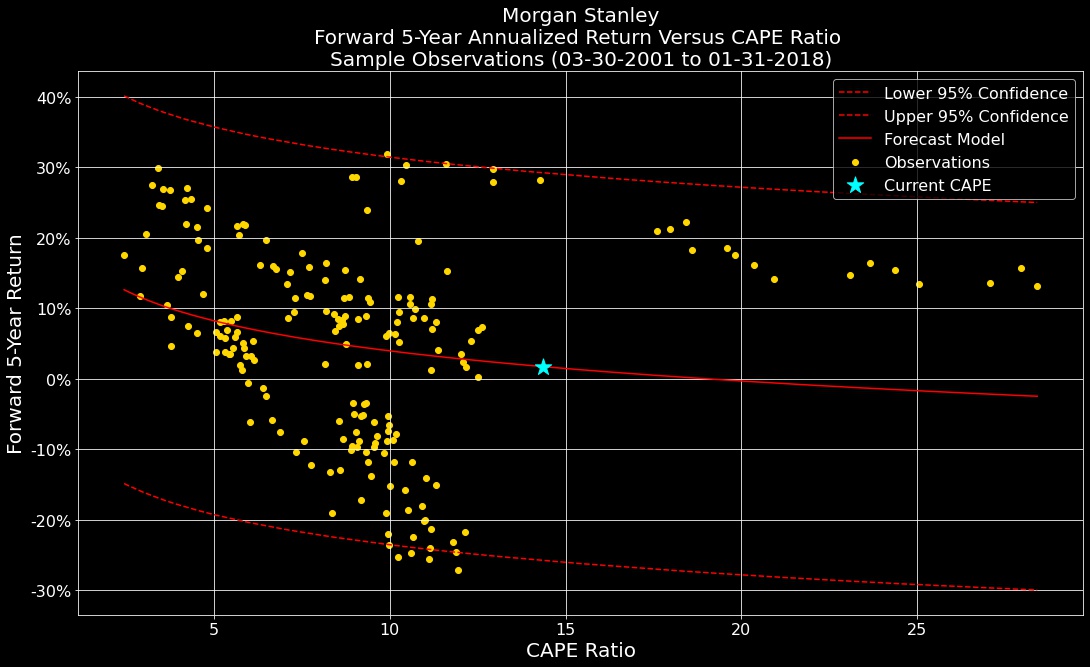 Morgan Stanley
Forward 5-Year Annualized Return Versus CAPE Ratio
Sample Observations (03-30-2001 to 01-31-2018)
Lower 95% Confidence
Upper 95% Confidence
Forecast Model
Observations
Current CAPE
Forward 5-Year Return
40%
30%
20%
10%
0%
-10%
-20%
-30%
5
10
15
20
25
CAPE Ratio